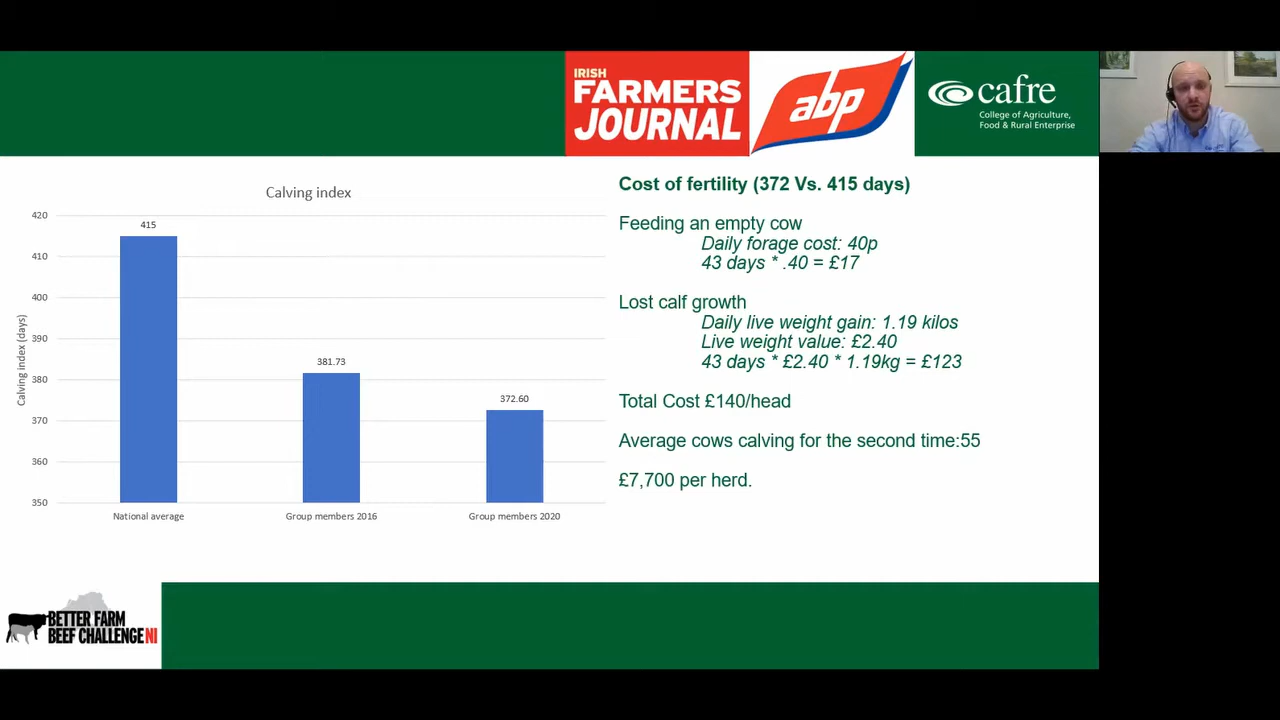 IRISH
FARMERS
JOURNAL
abp
cafre
College of Agriculture,
Food & Rural Enterprise
Calving index
420
410
400
390
380
370
360
350
Calving index (days)
415
381.73
372.60
National average
Group members 2016
Group members 2020
Cost of fertility (372 Vs. 415 days)
Feeding an empty cow
Daily forage cost: 40p
43 days * .40 = £17
Lost calf growth
Daily live weight gain: 1.19 kilos
Live weight value: £2.40
43 days * £2.40 * 1.19kg = £123
Total Cost £140/head
Average cows calving for the second time:55
£7,700 per herd.
BETTER FARM
BEEF CHALLENGE NI